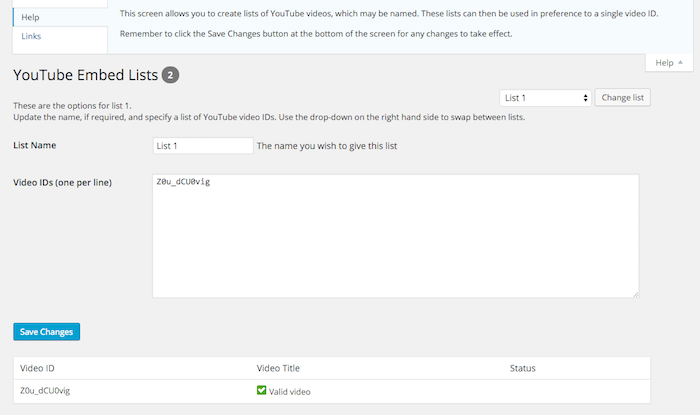 Help
Links
This screen allows you to create lists of YouTube videos, which may be named. These lists can then be used in preference to a single video ID.
Remember to click the Save Changes button at the bottom of the screen for any changes to take effect.
Help
YouTube Embed Lists 2
List 1
Change list
These are the options for list 1.
Update the name, if required, and specify a list of YouTube video IDs. Use the drop-down on the right hand side to swap between lists.
List Name
List 1
The name you wish to give this list
Video IDs (one per line)
Z0u_dCU0vig
Save Changes
Video ID Video Title Status
Z0u_dCU0vig Valid video